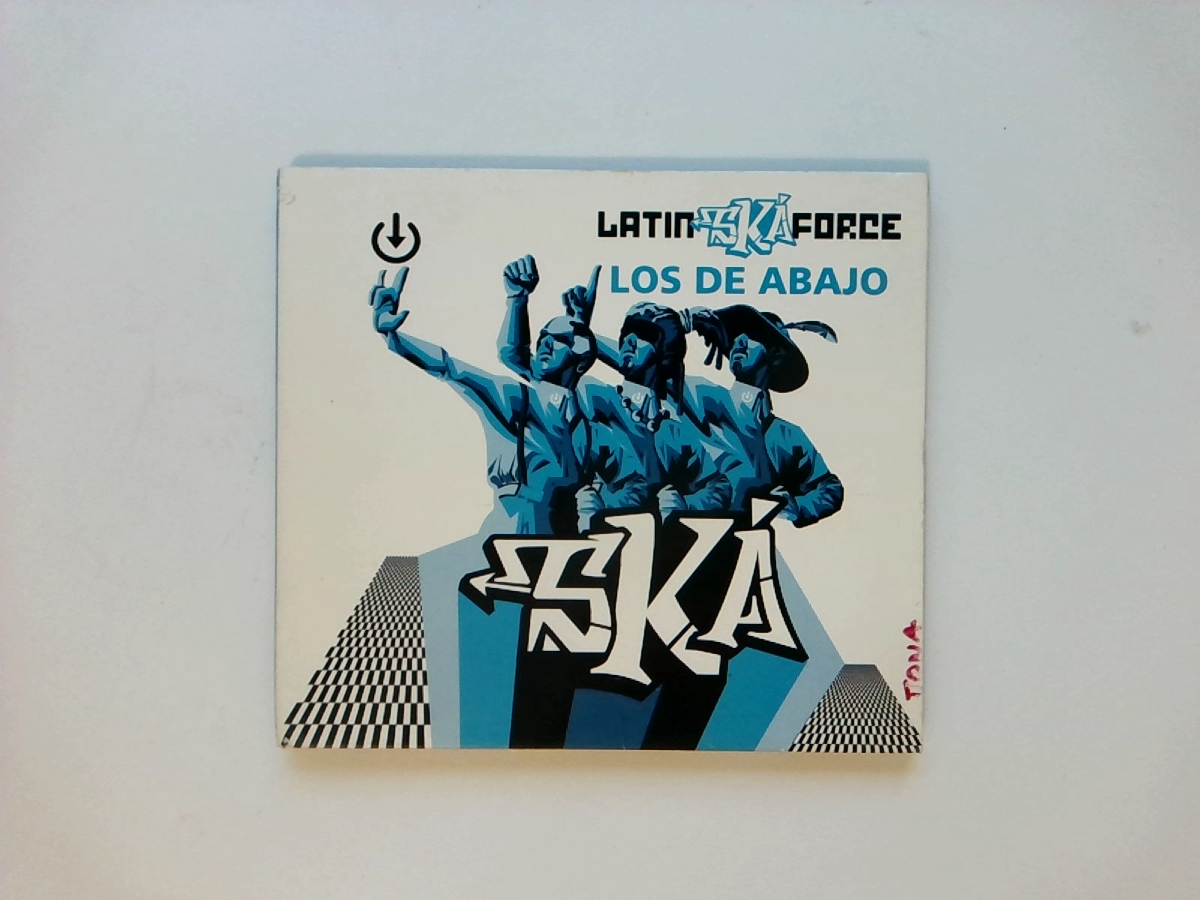 LATIN SKÁ FORCE
LOS DE ABAJO
SKÁ
TONA